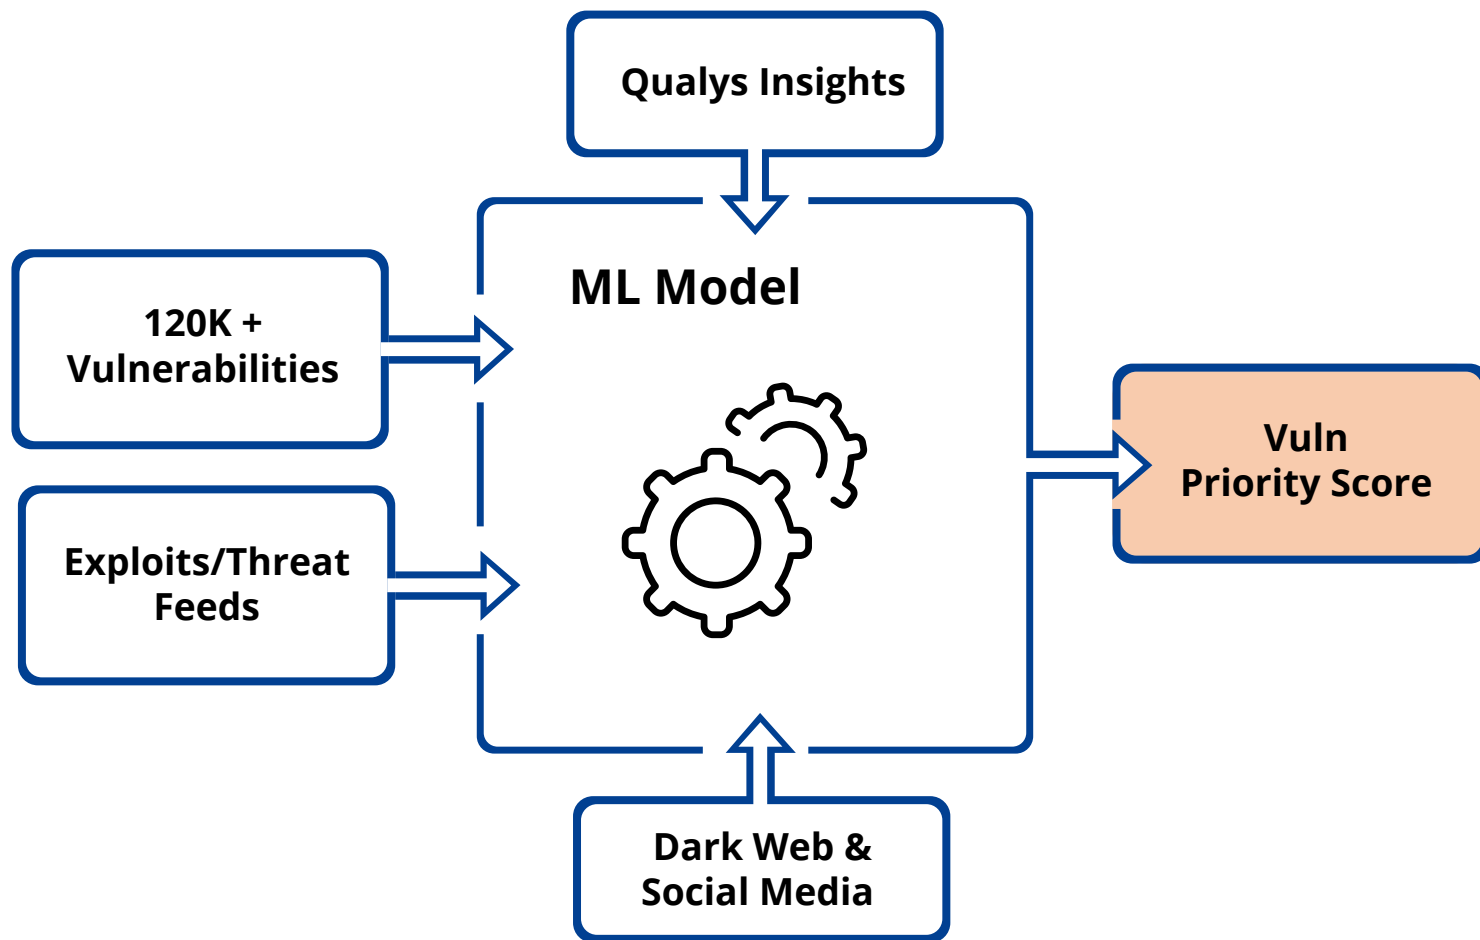 Qualys Insights
ML Model
120K +
Vulnerabilities
Exploits/Threat
Feeds
Vuln
Priority Score
Dark Web &
Social Media